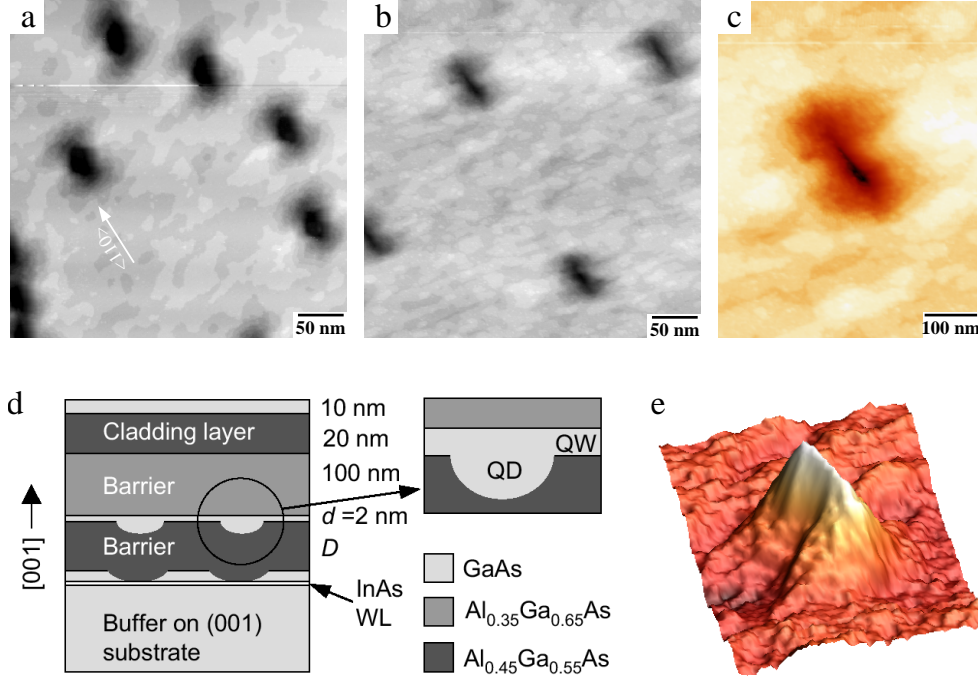 a
b
c
<110>
50 nm
50 nm
100 nm
d
10 nm
Cladding layer
20 nm
100 nm
Barrier
d =2 nm
Barrier
D
[001]
InAs
WL
Buffer on (001)
substrate
QW
QD
GaAs
Al0.35Ga0.65As
Al0.45Ga0.55As
e